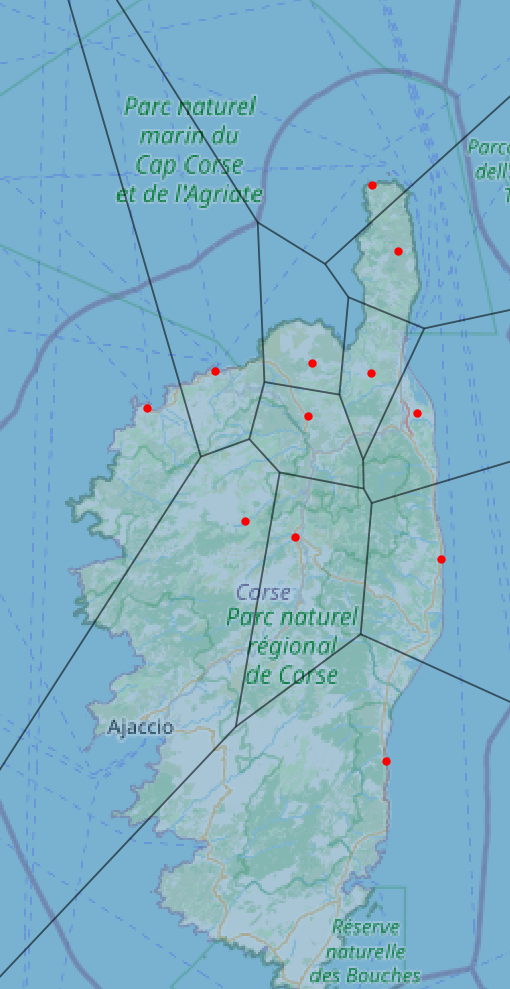 Parc naturel
marin du
Cap Corse
et de l'Agriate
Parc
dell'
Corse
Parc naturel
régional
de Corse
Ajaccio
Réserve
naturelle
des Bouches